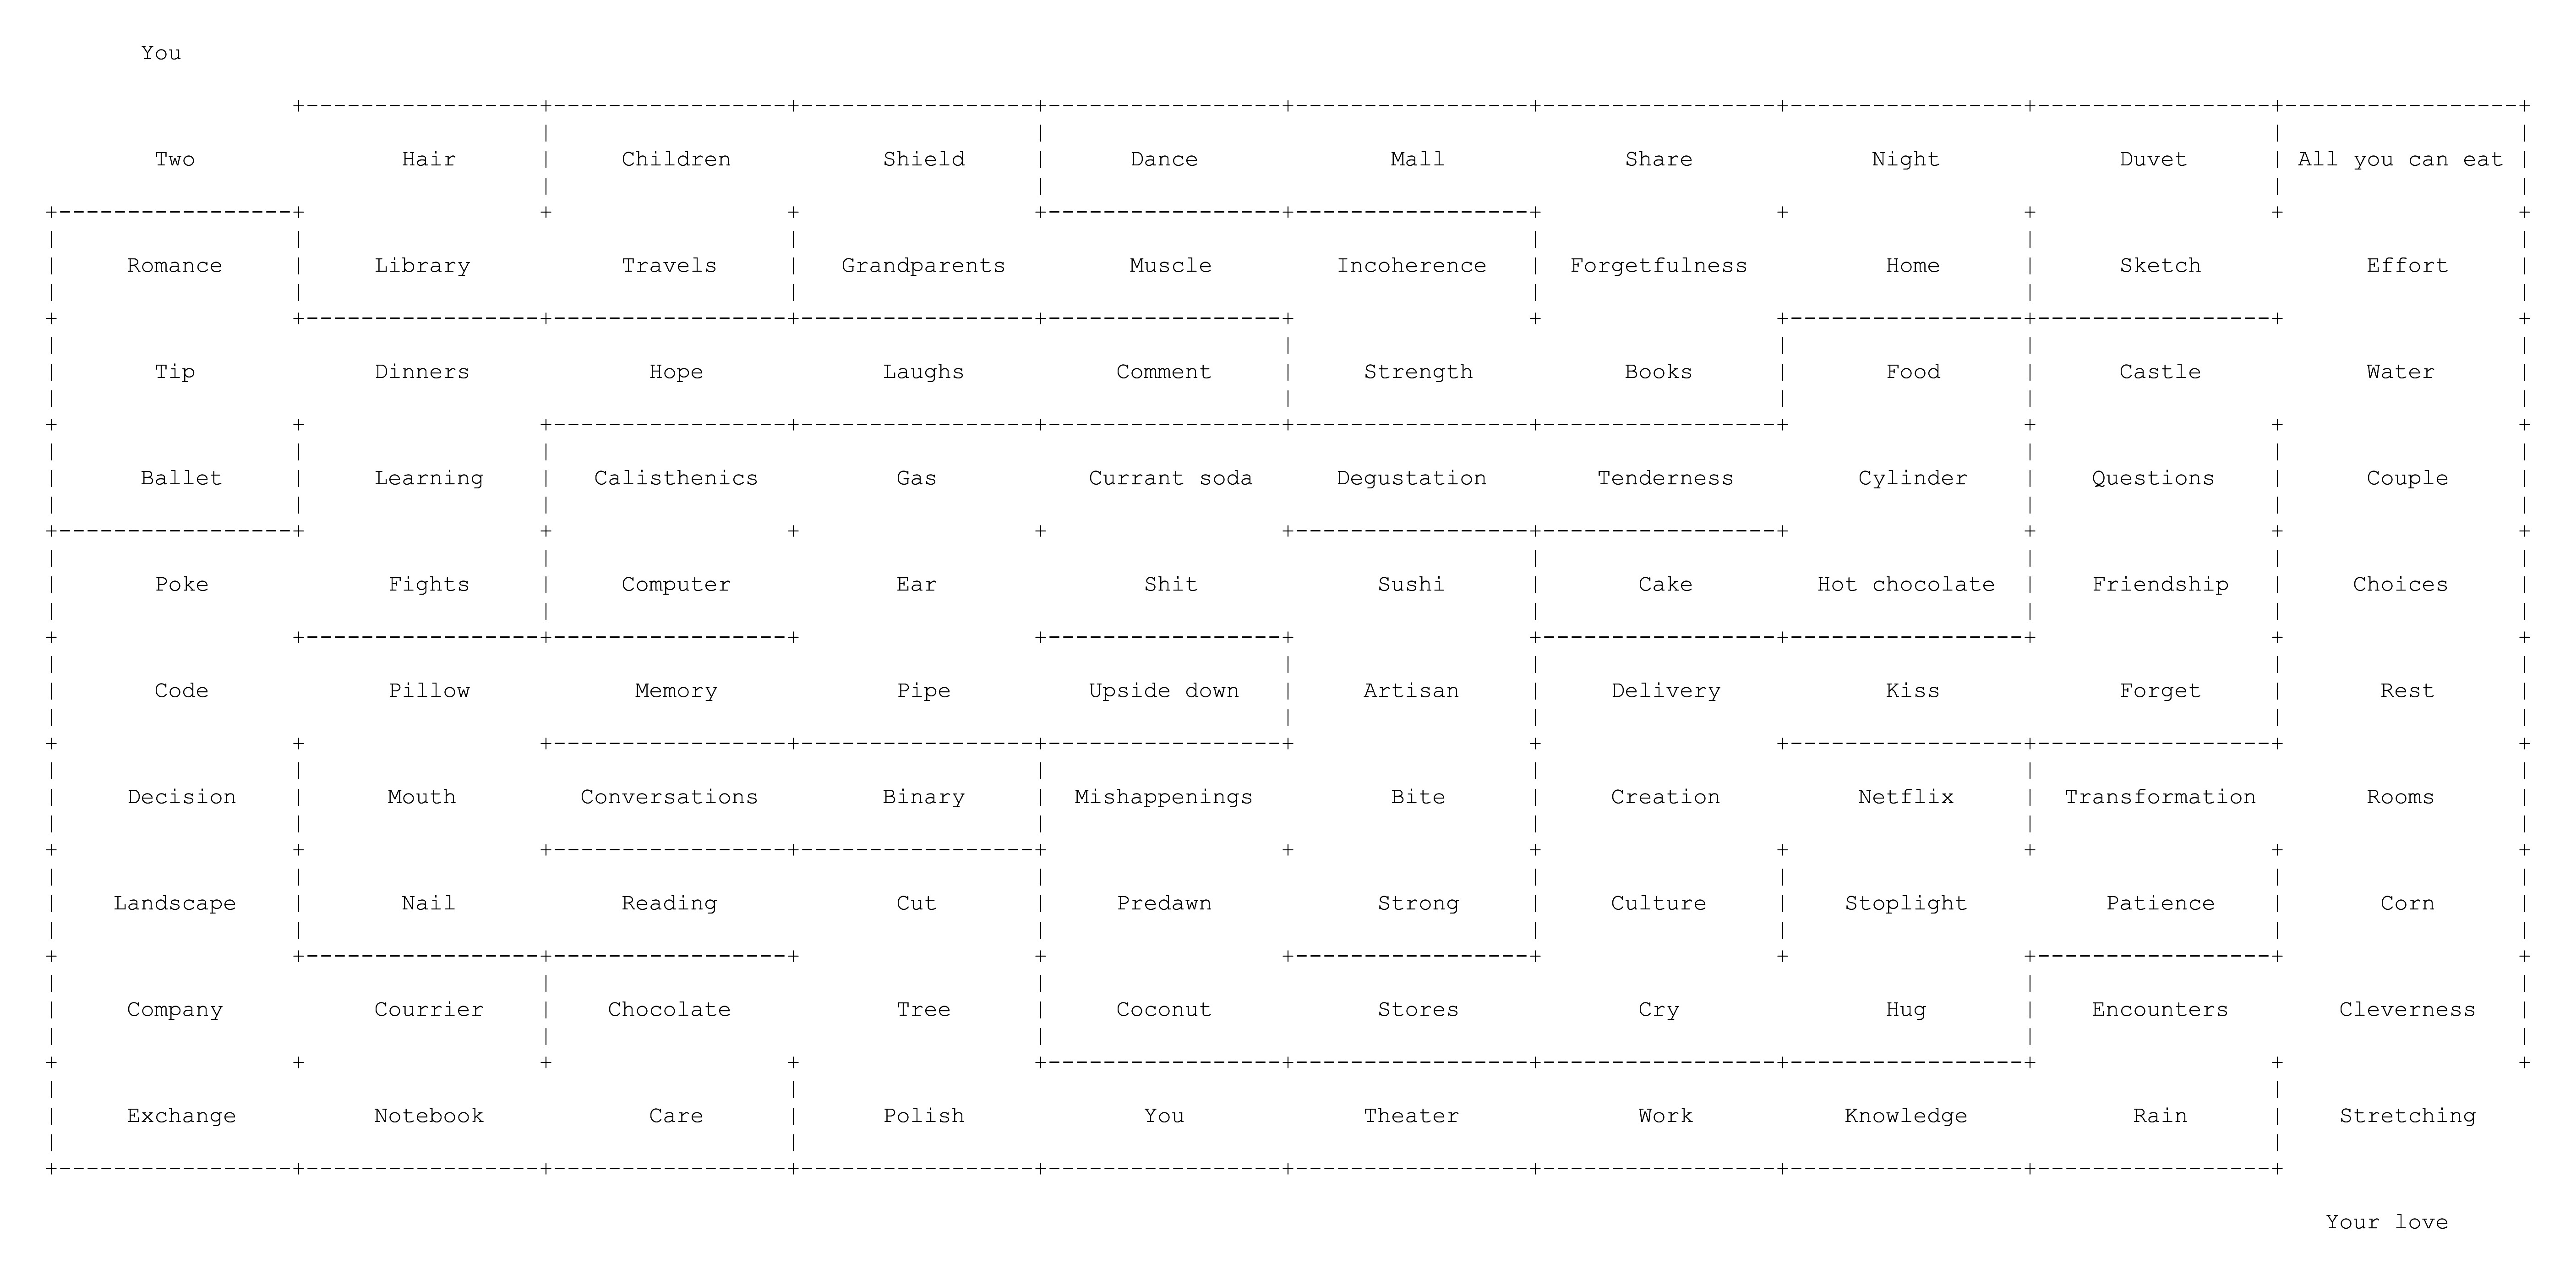 You
Two Hair Children Shield Dance Mall Share Night Duvet All you can eat
Romance Library Travels Grandparents Muscle Incoherence Forgetfulness Home Sketch Effort
Tip Dinners Hope Laughs Comment Strength Books Food Castle Water
Ballet Learning Calisthenics Gas Currant soda Degustation Tenderness Cylinder Questions Couple
Poke Fights Computer Ear Shit Sushi Cake Hot chocolate Friendship Choices
Code Pillow Memory Pipe Upside down Artisan Delivery Kiss Forget Rest
Decision Mouth Conversations Binary Mishappenings Bite Creation Netflix Transformation Rooms
Landscape Nail Reading Cut Predawn Strong Culture Stoplight Patience Corn
Company Courrier Chocolate Tree Coconut Stores Cry Hug Encounters Cleverness
Exchange Notebook Care Polish You Theater Work Knowledge Rain Stretching
Your love